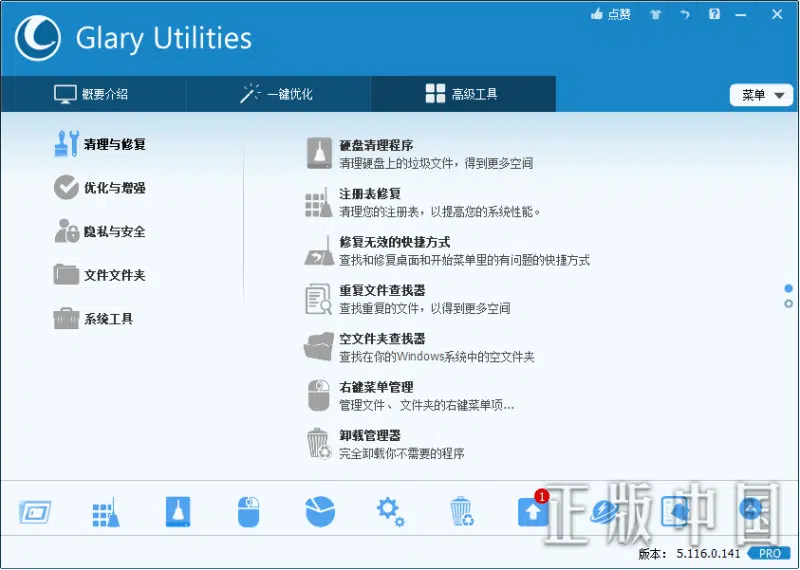 点赞
Glary Utilities
概要介绍
一键优化
高级工具
菜单
清理与修复
优化与增强
隐私与安全
文件文件夹
系统工具
硬盘清理程序
清理硬盘上的垃圾文件，得到更多空间
注册表修复
清理您的注册表，以提高您的系统性能。
修复无效的快捷方式
查找和修复桌面和开始菜单里的有问题的快捷方式
重复文件查找器
查找重复的文件，以得到更多空间
空文件夹查找器
查找在你的Windows系统中的空文件夹
右键菜单管理
管理文件、文件夹的右键菜单项...
卸载管理器
完全卸载你不需要的程序
1
正版中国
版本： 5.116.0.141 PRO